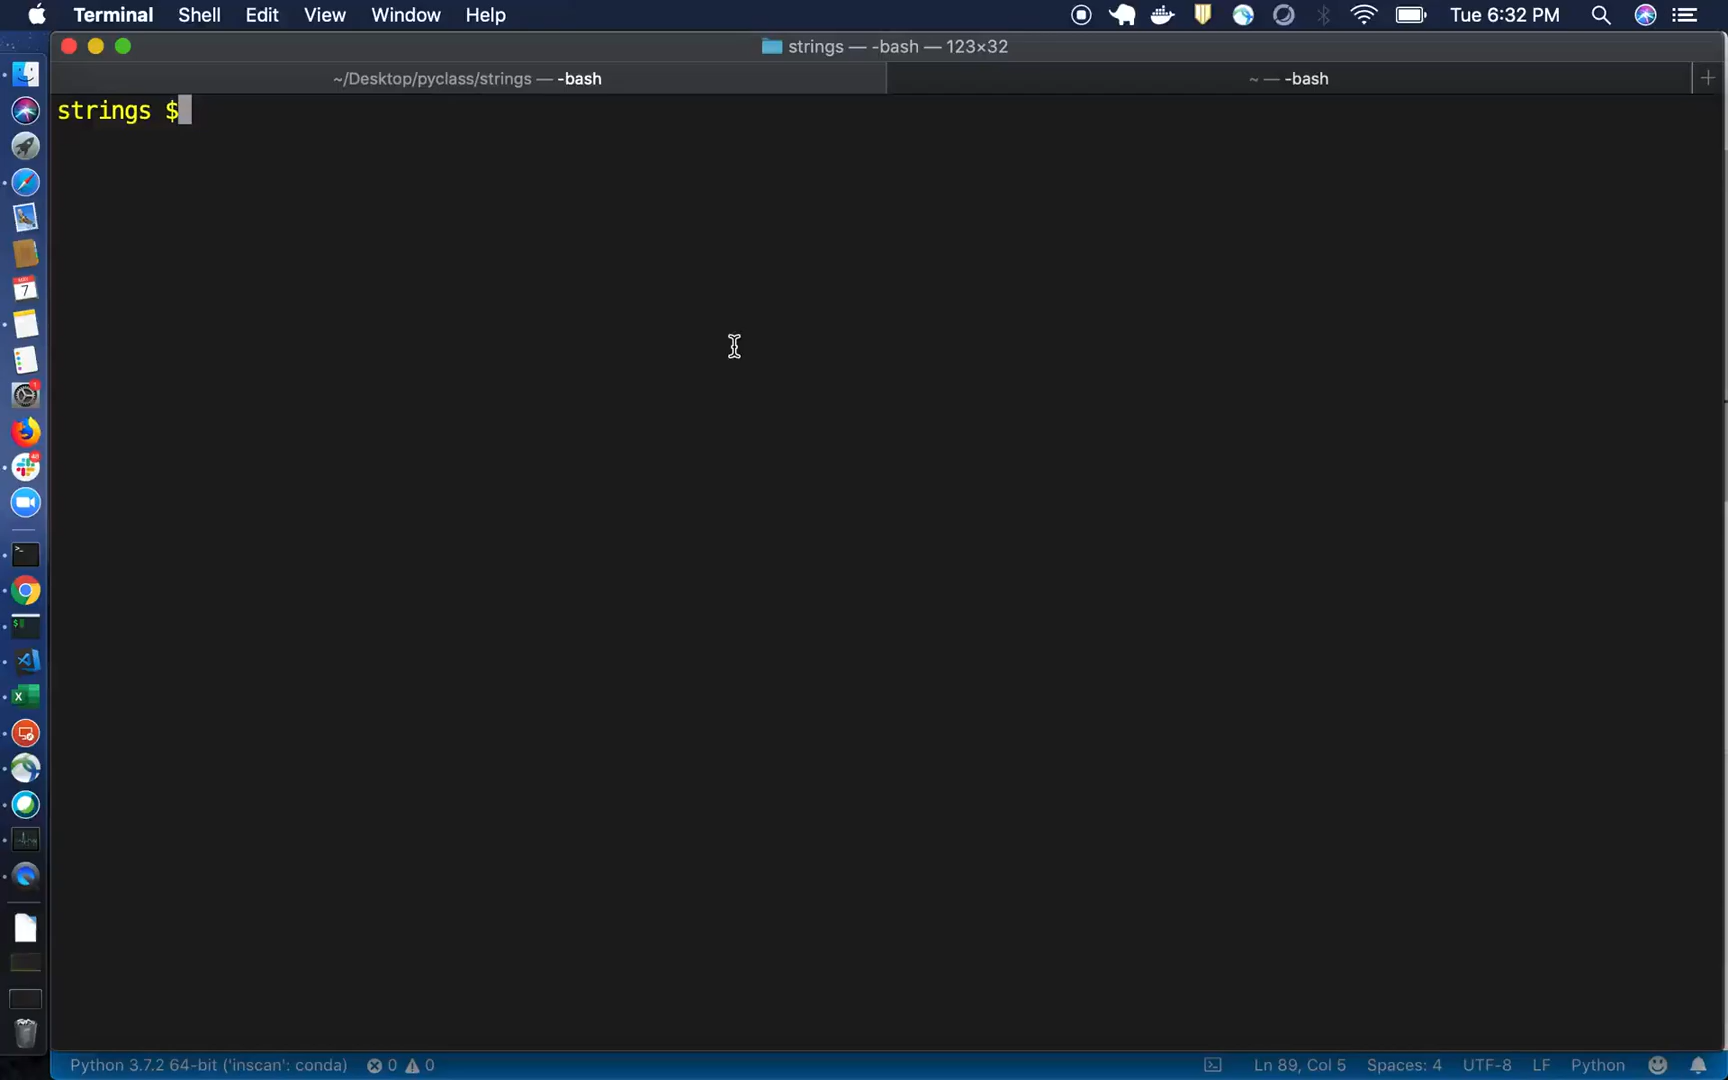 Terminal Shell Edit View Window Help Tue 6:32 PM
strings — -bash — 123×32
~/Desktop/pyclass/strings — -bash ~ — -bash
strings $
7
Python 3.7.2 64-bit ('inscan': conda) 0 0 Ln 89, Col 5 Spaces: 4 UTF-8 LF Python